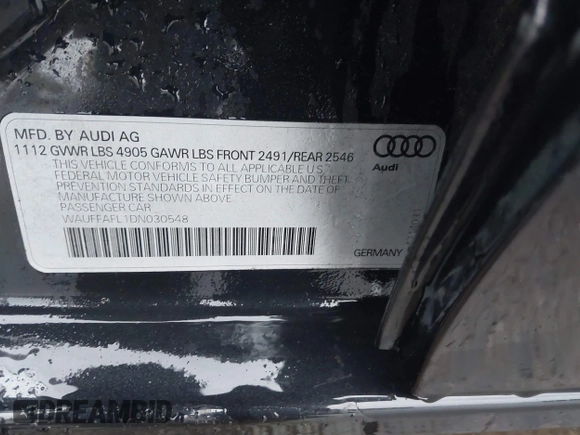 MFD. BY AUDI AG
1112 GVWR LBS 4905 GAWR LBS FRONT 2491/REAR 2546
THIS VEHICLE CONFORMS TO ALL APPLICABLE U S
FEDERAL MOTOR VEHICLE SAFETY BUMPER AND THEFT
PREVENTION STANDARDS IN EFFECT ON THE DATE OF
MANUFACTURE SHOWN ABOVE.
PASSENGER CAR
WAUFFAFL1DN030548
Audi
GERMANY
DREAMBID